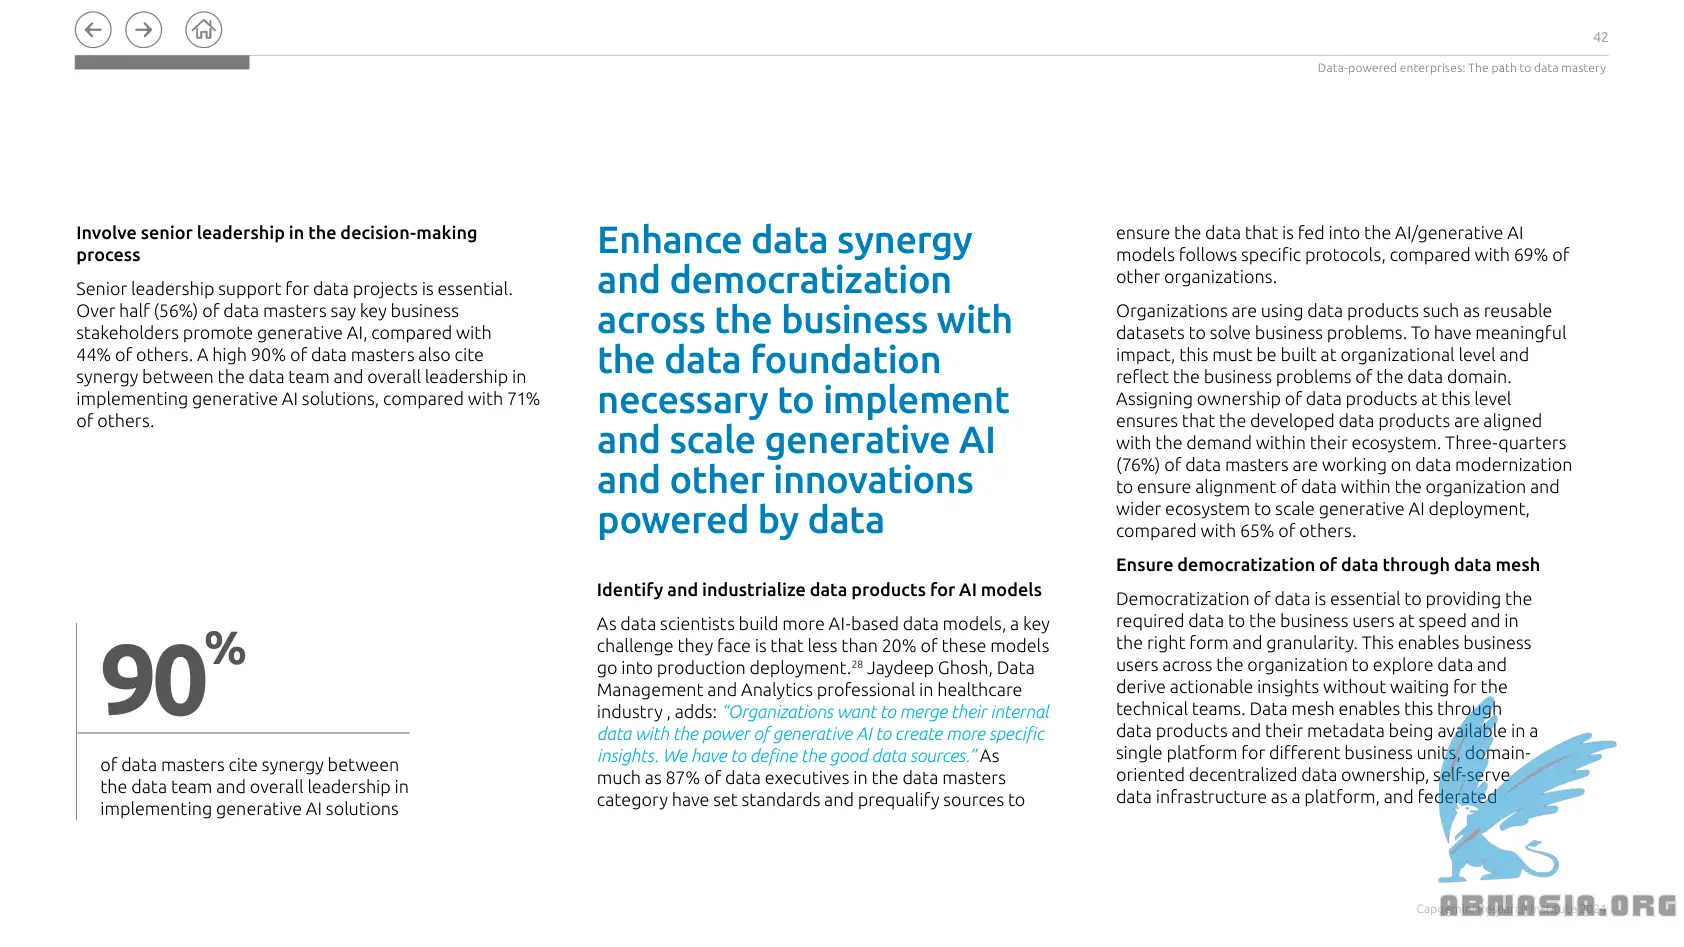 42
Data-powered enterprises: The path to data mastery
Involve senior leadership in the decision-making
process
Senior leadership support for data projects is essential.
Over half (56%) of data masters say key business
stakeholders promote generative AI, compared with
44% of others. A high 90% of data masters also cite
synergy between the data team and overall leadership in
implementing generative AI solutions, compared with 71%
of others.
90%
of data masters cite synergy between
the data team and overall leadership in
implementing generative AI solutions
Enhance data synergy
and democratization
across the business with
the data foundation
necessary to implement
and scale generative AI
and other innovations
powered by data
Identify and industrialize data products for AI models
As data scientists build more AI-based data models, a key
challenge they face is that less than 20% of these models
go into production deployment.28 Jaydeep Ghosh, Data
Management and Analytics professional in healthcare
industry , adds: “Organizations want to merge their internal
data with the power of generative AI to create more specific
insights. We have to define the good data sources.” As
much as 87% of data executives in the data masters
category have set standards and prequalify sources to
ensure the data that is fed into the AI/generative AI
models follows specific protocols, compared with 69% of
other organizations.
Organizations are using data products such as reusable
datasets to solve business problems. To have meaningful
impact, this must be built at organizational level and
reflect the business problems of the data domain.
Assigning ownership of data products at this level
ensures that the developed data products are aligned
with the demand within their ecosystem. Three-quarters
(76%) of data masters are working on data modernization
to ensure alignment of data within the organization and
wider ecosystem to scale generative AI deployment,
compared with 65% of others.
Ensure democratization of data through data mesh
Democratization of data is essential to providing the
required data to the business users at speed and in
the right form and granularity. This enables business
users across the organization to explore data and
derive actionable insights without waiting for the
technical teams. Data mesh enables this through
data products and their metadata being available in a
single platform for different business units, domain-
oriented decentralized data ownership, self-serve
data infrastructure as a platform, and federated
ABMASIA.ORG